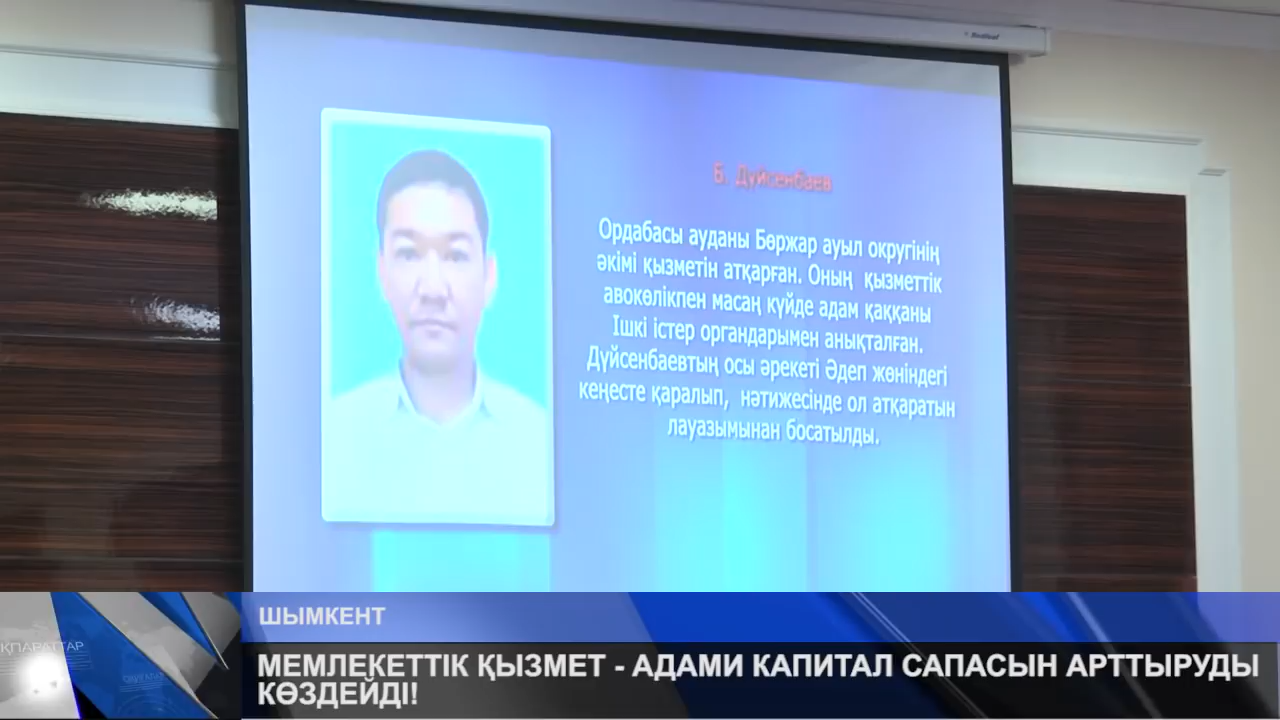 Б. Дүйсенбаев
Ордабасы ауданы Бөржар ауыл округінің
әкімі қызметін атқарған. Оның қызметтік
авокөлікпен масаң күйде адам қаққаны
Ішкі істер органдарымен анықталған.
Дүйсенбаевтың осы әрекеті Әдеп жөніндегі
кеңесте қаралып, нәтижесінде ол атқаратын
лауазымынан босатылды.
ШЫМКЕНТ
ҚПАРАТТАР
МЕМЛЕКЕТТІК ҚЫЗМЕТ - АДАМИ КАПИТАЛ САПАСЫН АРТТЫРУДЫ
КӨЗДЕЙДІ!